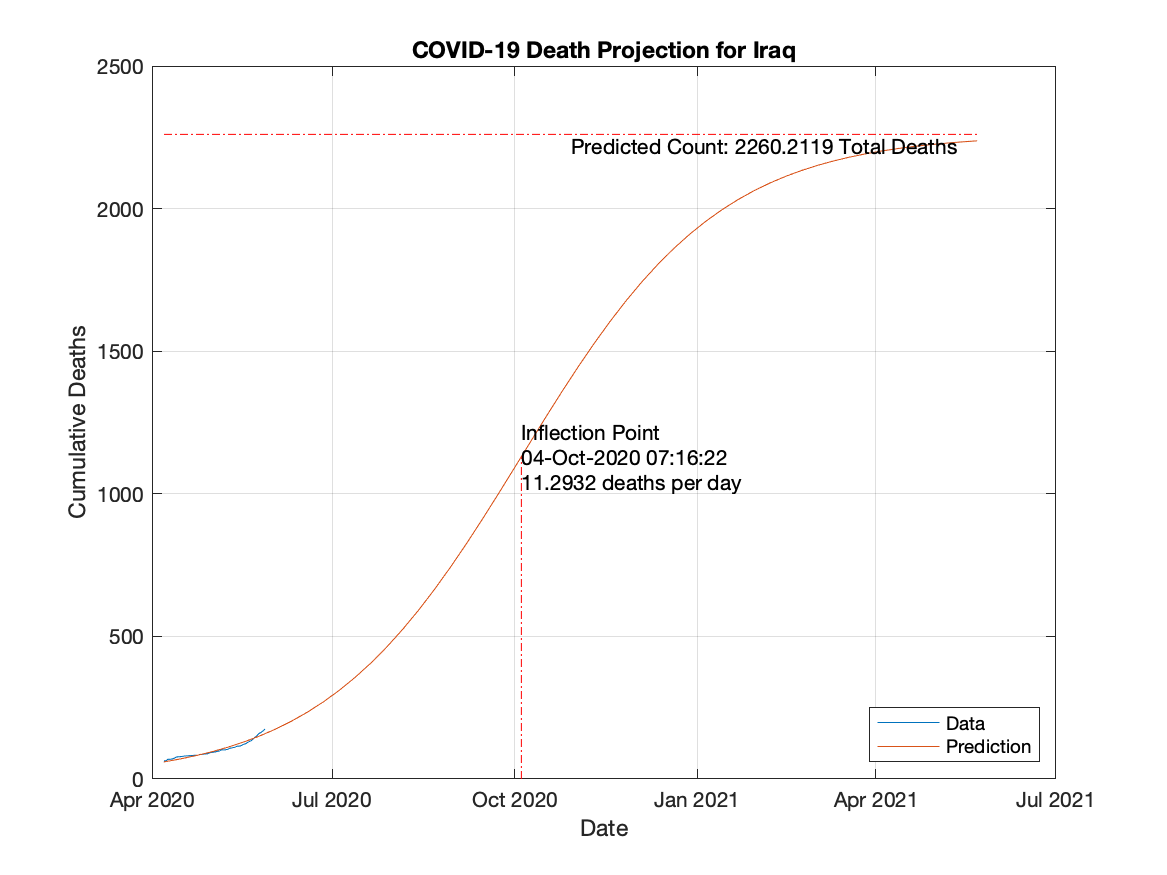 COVID-19 Death Projection for Iraq
2500
Predicted Count: 2260.2119 Total Deaths
2000
1500
Inflection Point
04-Oct-2020 07:16:22
11.2932 deaths per day
1000
500
0
Cumulative Deaths
Data
Prediction
Apr 2020
Jul 2020
Oct 2020
Jan 2021
Apr 2021
Jul 2021
Date